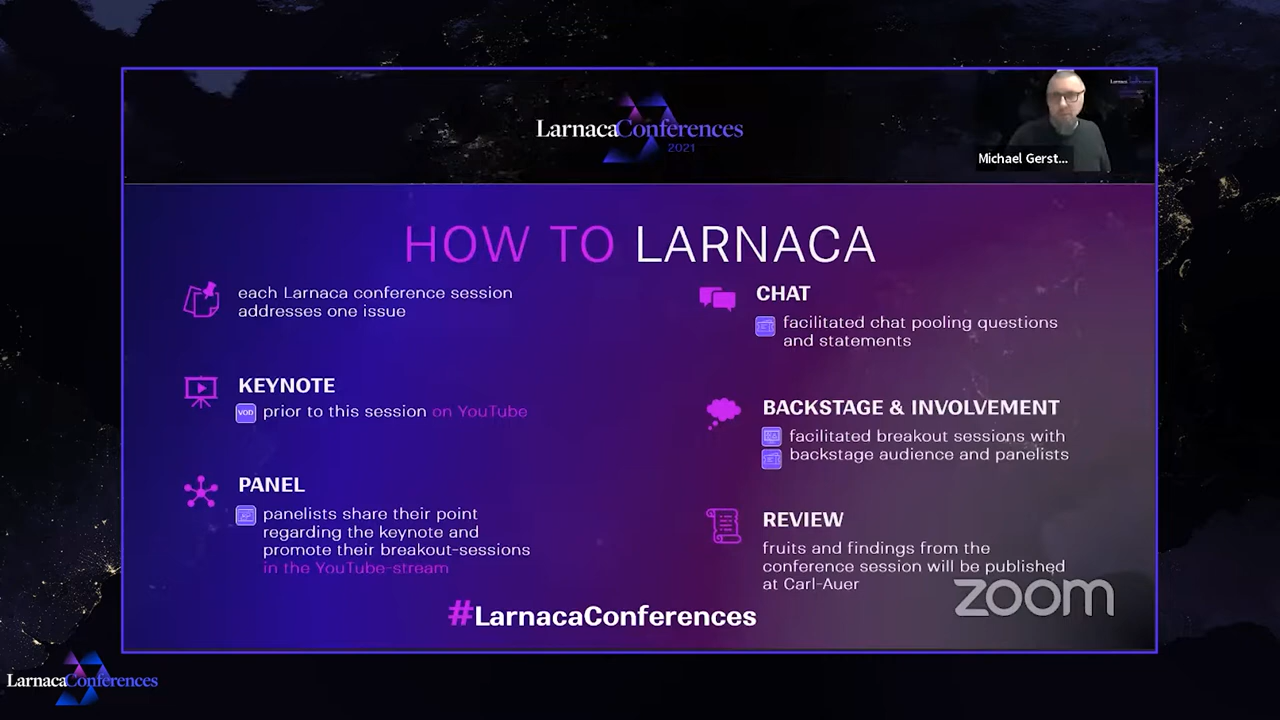 LarnacaConferences
2021
Michael Gerst...
HOW TO LARNACA
each Larnaca conference session
addresses one issue
KEYNOTE
VOD
prior to this session on YouTube
PANEL
panelists share their point
regarding the keynote and
promote their breakout-sessions
in the YouTube-stream
CHAT
facilitated chat pooling questions
and statements
BACKSTAGE & INVOLVEMENT
facilitated breakout sessions with
backstage audience and panelists
REVIEW
fruits and findings from the
conference session will be published
at Carl-Auer
zoom
#LarnacaConferences
LarnacaConferences